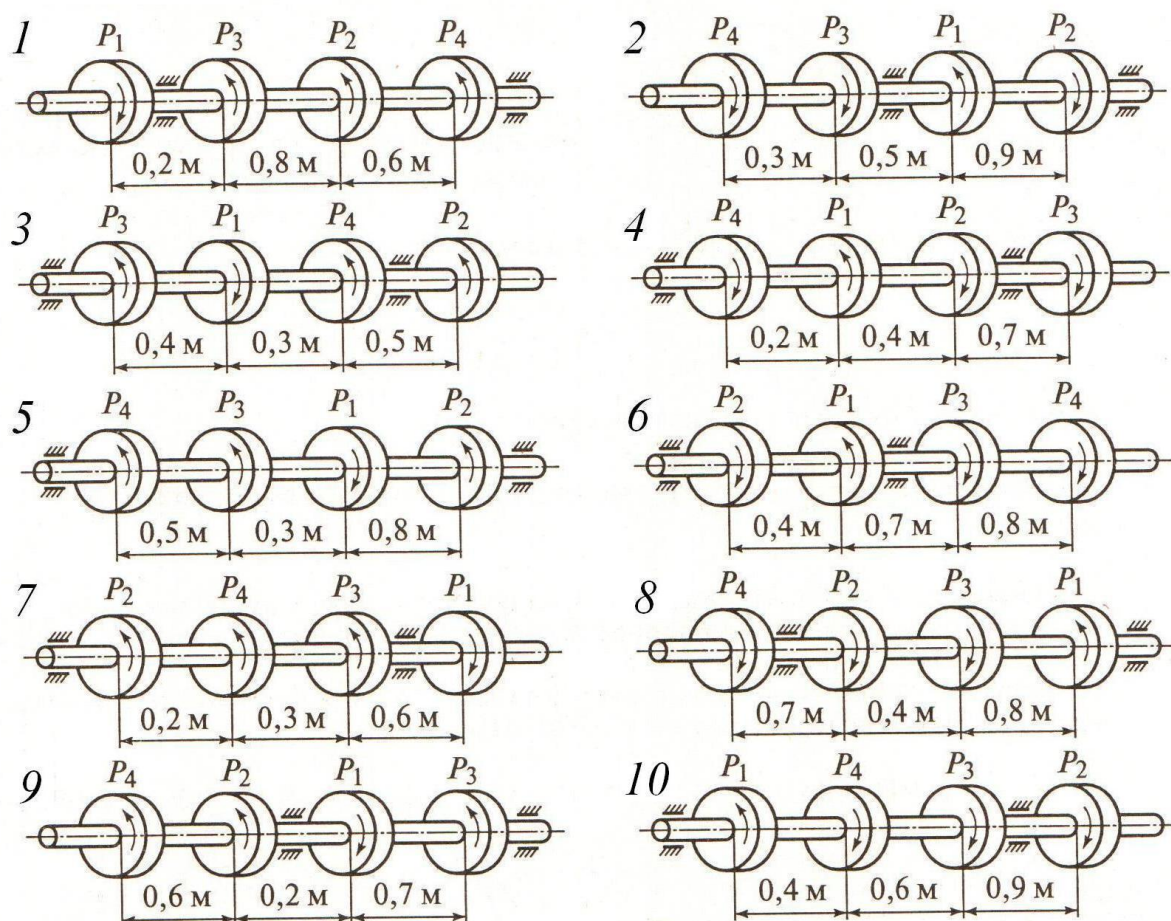 1
P1 P3 P2 P4
0,2 м 0,8 м 0,6 м
2
P4 P3 P1 P2
0,3 м 0,5 м 0,9 м
3
P3 P1 P4 P2
0,4 м 0,3 м 0,5 м
4
P4 P1 P2 P3
0,2 м 0,4 м 0,7 м
5
P4 P3 P1 P2
0,5 м 0,3 м 0,8 м
6
P2 P1 P3 P4
0,4 м 0,7 м 0,8 м
7
P2 P4 P3 P1
0,2 м 0,3 м 0,6 м
8
P4 P2 P3 P1
0,7 м 0,4 м 0,8 м
9
P4 P2 P1 P3
0,6 м 0,2 м 0,7 м
10
P1 P4 P3 P2
0,4 м 0,6 м 0,9 м